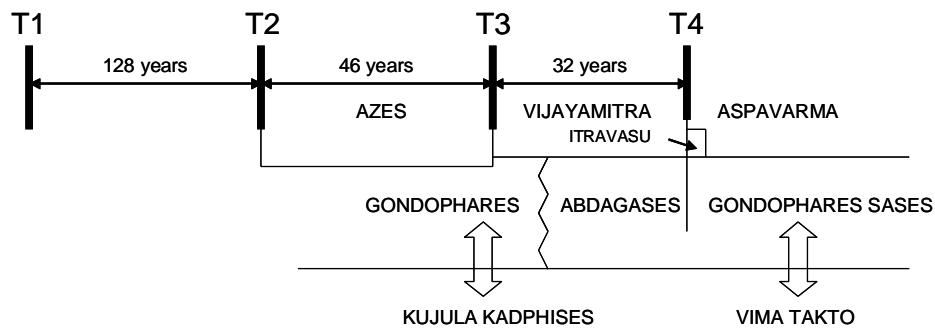 T1 T2 T3 T4
128 years 46 years 32 years
AZES VIJAYAMITRA ASPAVARMA
ITRAVASU
GONDOPHARES ABDAGASES GONDOPHARES SASES
KUJULA KADPHISES VIMA TAKTO